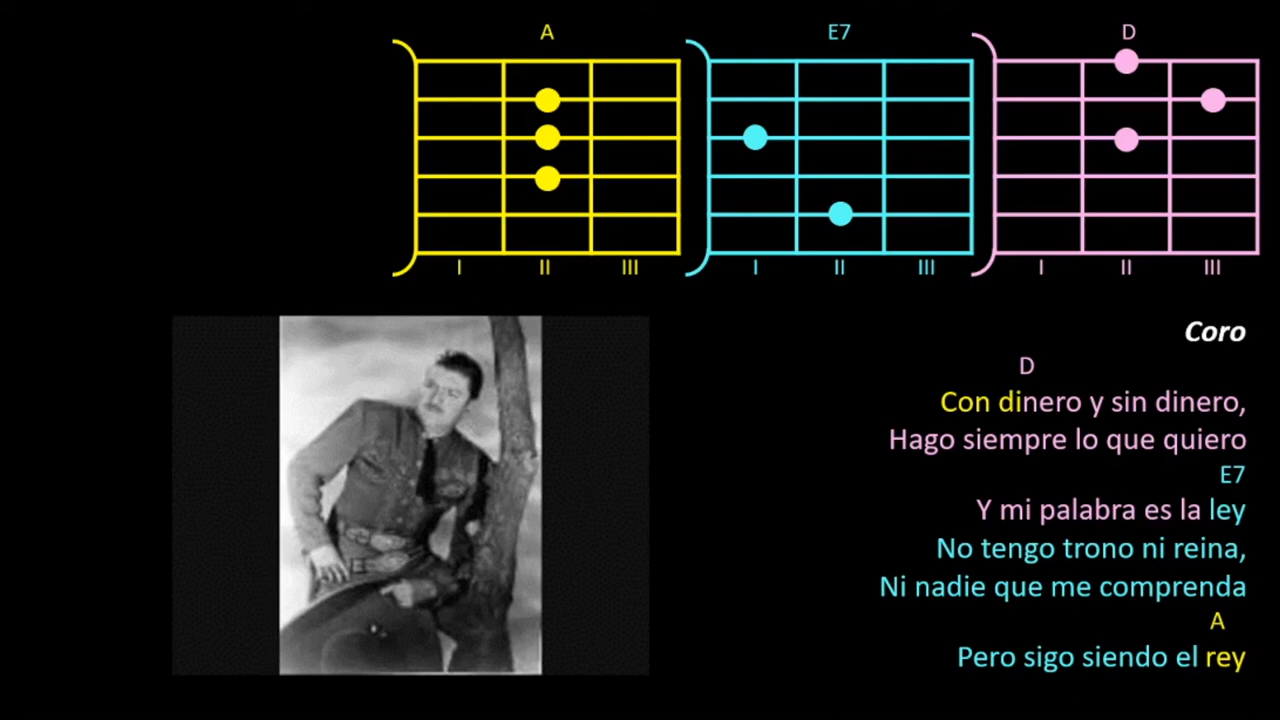 A E7 D
I II III I II III I II III
Coro
D
Con dinero y sin dinero,
Hago siempre lo que quiero
E7
Y mi palabra es la ley
No tengo trono ni reina,
Ni nadie que me comprenda
A
Pero sigo siendo el rey